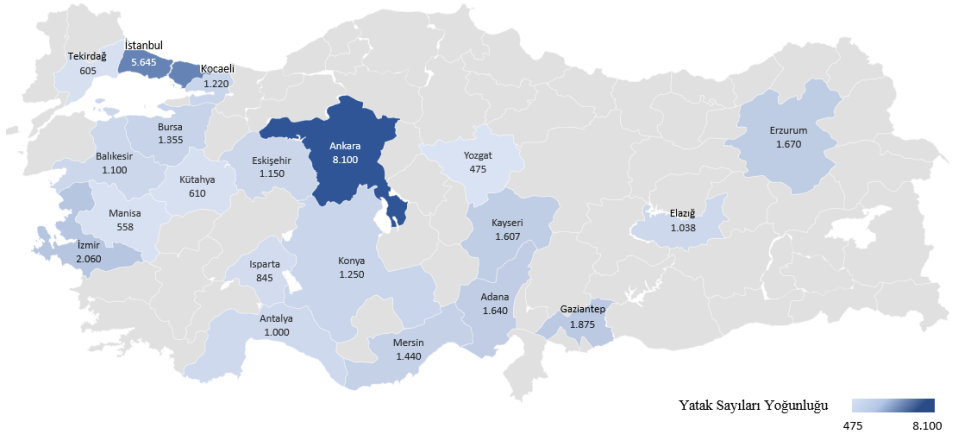 İstanbul
5.645
Tekirdağ
605
Kocaeli
1.220
Bursa
1.355
Balıkesir
1.100
Kütahya
610
Eskişehir
1.150
Ankara
8.100
Yozgat
475
Erzurum
1.670
Manisa
558
İzmir
2.060
Isparta
845
Konya
1.250
Kayseri
1.607
Elazığ
1.038
Antalya
1.000
Mersin
1.440
Adana
1.640
Gaziantep
1.875
Yatak Sayıları Yoğunluğu
475 8.100